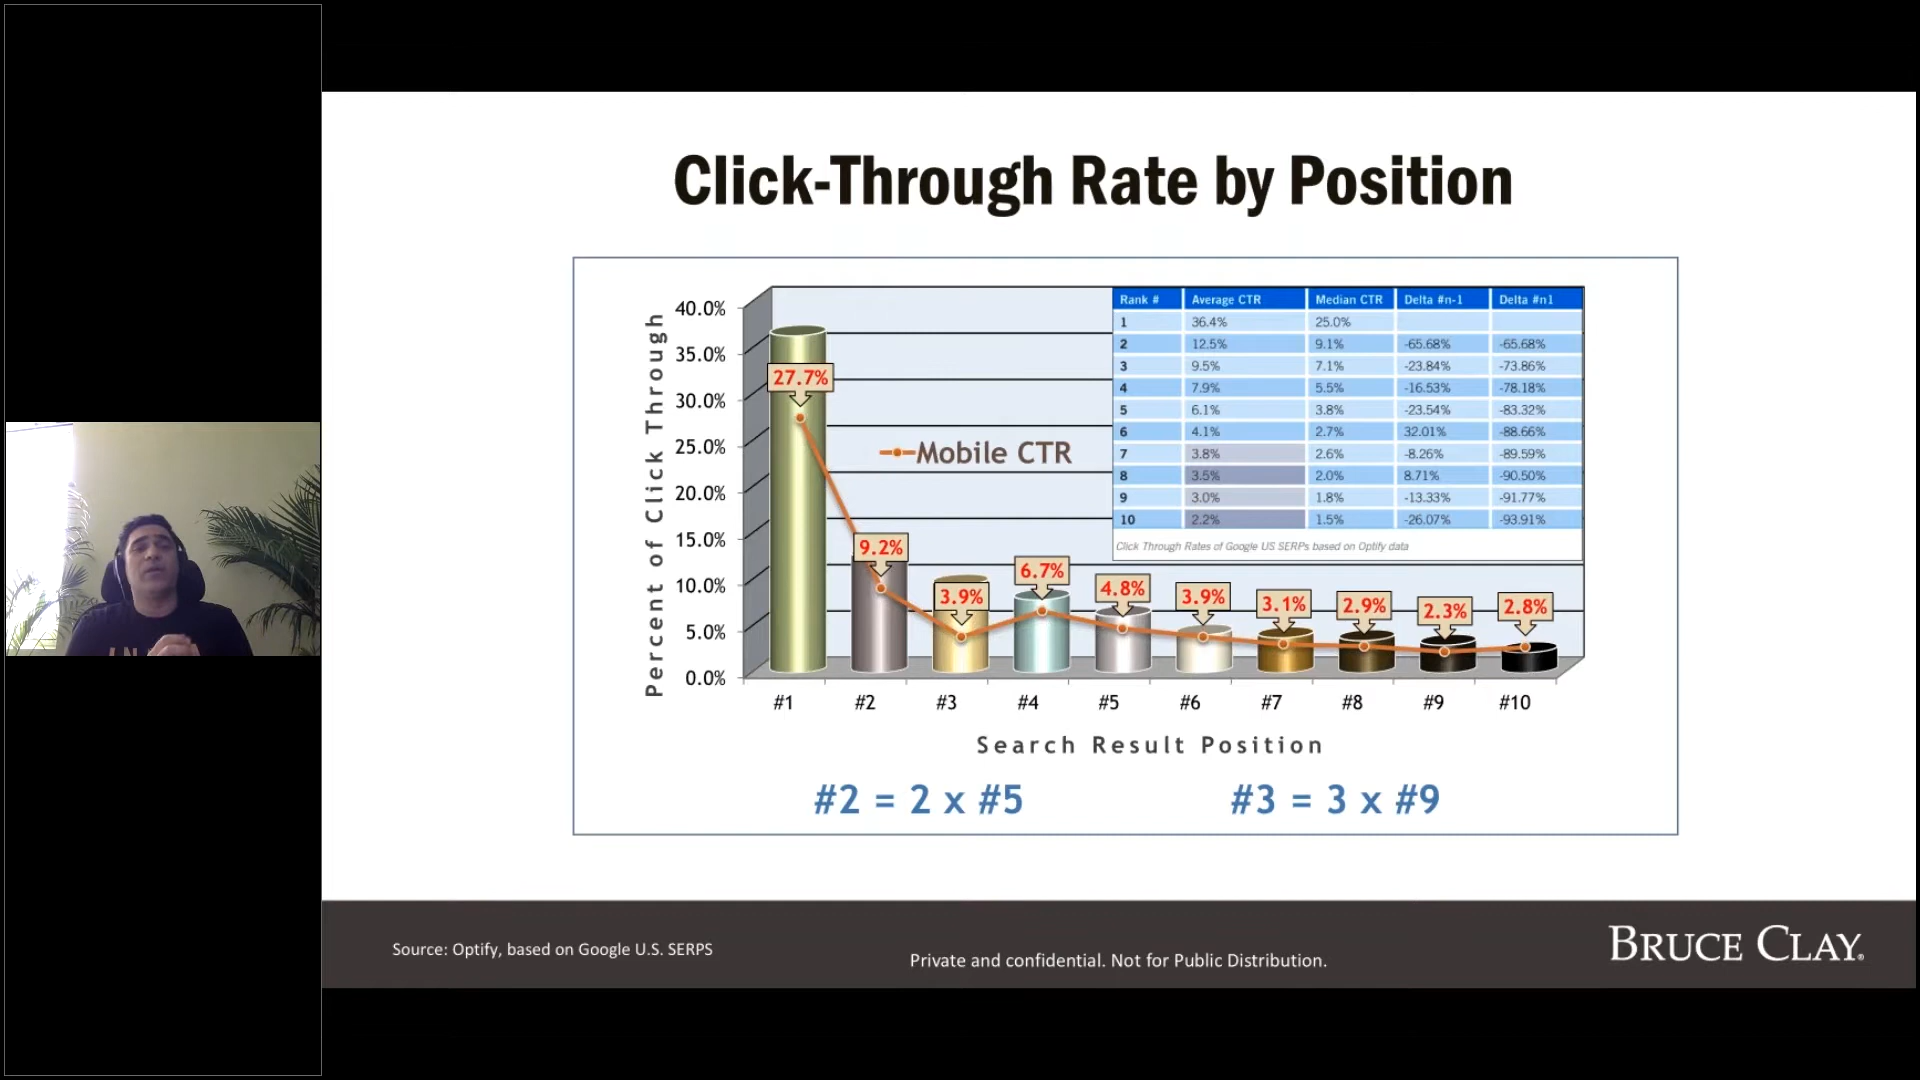 Click-Through Rate by Position
Percent of Click Through
40.0%
35.0%
30.0%
25.0%
20.0%
15.0%
10.0%
5.0%
0.0%
27.7%
9.2%
3.9%
6.7%
4.8%
3.9%
3.1%
2.9%
2.3%
2.8%
Mobile CTR
Rank # Average CTR Median CTR Delta #n-1 Delta #n1
1 36.4% 25.0%
2 12.5% 9.1% -65.68% -65.68%
3 9.5% 7.1% -23.84% -73.86%
4 7.9% 5.5% -16.53% -78.18%
5 6.1% 3.8% -23.54% -83.32%
6 4.1% 2.7% 32.01% -88.66%
7 3.8% 2.6% -8.26% -89.59%
8 3.5% 2.0% 8.71% -90.50%
9 3.0% 1.8% -13.33% -91.77%
10 2.2% 1.5% -26.07% -93.91%
Click Through Rates of Google US SERPs based on Optify data
#1 #2 #3 #4 #5 #6 #7 #8 #9 #10
Search Result Position
#2 = 2 x #5 #3 = 3 x #9
Source: Optify, based on Google U.S. SERPS
Private and confidential. Not for Public Distribution.
BRUCE CLAY®